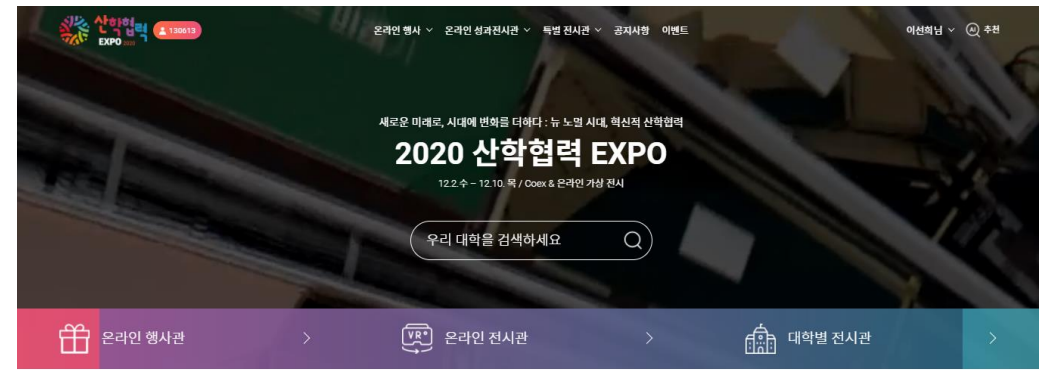 산학협력
EXPO 2020
130613
온라인 행사 온라인 성과전시관 특별 전시관 공지사항 이벤트
이선희님 AI 추천
새로운 미래로, 시대에 변화를 더하다 : 뉴 노멀 시대, 혁신적 산학협력
2020 산학협력 EXPO
12.2.수 – 12.10. 목 / Coex & 온라인 가상 전시
우리 대학을 검색하세요
온라인 행사관
VR 온라인 전시관
대학별 전시관